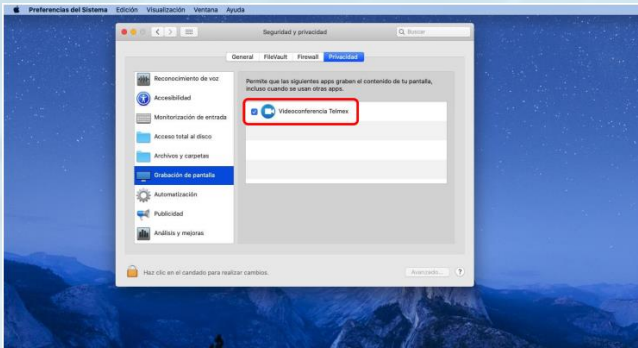 Preferencias del Sistema Edición Visualización Ventana Ayuda
Seguridad y privacidad
Buscar
General FileVault Firewall Privacidad
Reconocimiento de voz
Accesibilidad
Monitorización de entrada
Acceso total al disco
Archivos y carpetas
Grabación de pantalla
Automatización
Publicidad
Análisis y mejoras
Permite que las siguientes apps graben el contenido de tu pantalla,
incluso cuando se usan otras apps.
Videoconferencia Telmes
Haz clic en el candado para realizar cambios.
Avanzado... ?